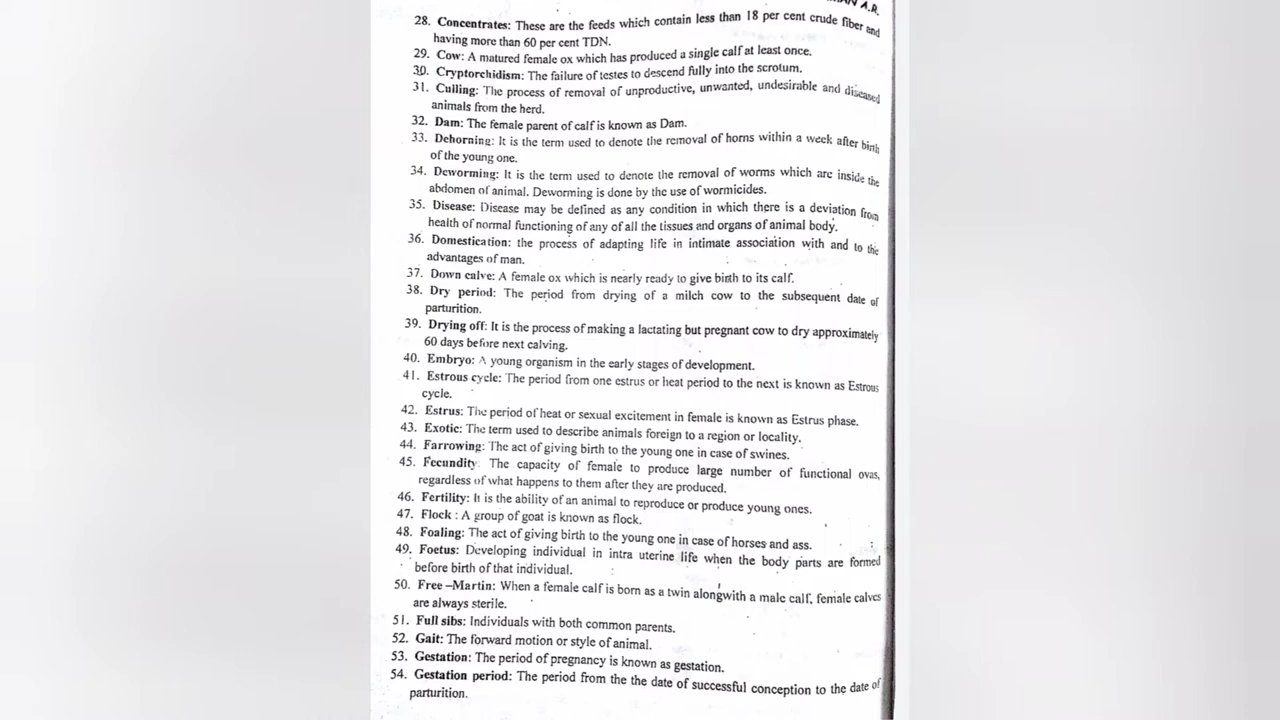 AN A.R.
28. Concentrates: These are the feeds which contain less than 18 per cent crude fiber and
having more than 60 per cent TDN.
29. Cow: A matured female ox which has produced a single calf at least once.
30. Cryptorchidism: The failure of testes to descend fully into the scrotum.
31. Culling: The process of removal of unproductive, unwanted, undesirable and diseased
animals from the herd.
32. Dam: The female parent of calf is known as Dam.
33. Dehorning: It is the term used to denote the removal of horns within a week after birth
of the young one.
34. Deworming: It is the term used to denote the removal of worms which are inside the
abdomen of animal. Deworming is done by the use of wormicides.
35. Disease: Disease may be defined as any condition in which there is a deviation from
health of normal functioning of any of all the tissues and organs of animal body.
36. Domestication: the process of adapting life in intimate association with and to the
advantages of man.
37. Down calve: A female ox which is nearly ready to give birth to its calf.
38. Dry period: The period from drying of a milch cow to the subsequent date of
parturition.
39. Drying off: It is the process of making a lactating but pregnant cow to dry approximately
60 days before next calving.
40. Embryo: A young organism in the early stages of development.
41. Estrous cycle: The period from one estrus or heat period to the next is known as Estrous
cycle.
42. Estrus: The period of heat or sexual excitement in female is known as Estrus phase.
43. Exotic: The term used to describe animals foreign to a region or locality.
44. Farrowing: The act of giving birth to the young one in case of swines.
45. Fecundity: The capacity of female to produce large number of functional ovas,
regardless of what happens to them after they are produced.
46. Fertility: It is the ability of an animal to reproduce or produce young ones.
47. Flock : A group of goat is known as flock.
48. Foaling: The act of giving birth to the young one in case of horses and ass.
49. Foetus: Developing individual in intra uterine life when the body parts are formed
before birth of that individual.
50. Free –Martin: When a female calf is born as a twin alongwith a male calf, female calves
are always sterile.
51. Full sibs: Individuals with both common parents.
52. Gait: The forward motion or style of animal.
53. Gestation: The period of pregnancy is known as gestation.
54. Gestation period: The period from the the date of successful conception to the date of
parturition.